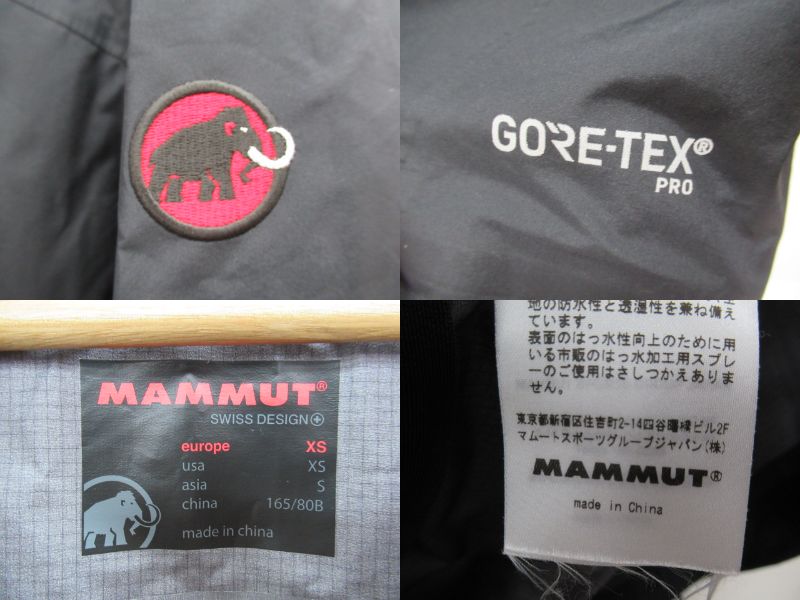 GORE-TEX®
PRO
MAMMUT®
SWISS DESIGN
europe XS
usa XS
asia S
china 165/80B
made in china
地の防水性と透湿性を兼ね備え
ています。
表面のはっ水性向上のために用
いる市販のはっ水加工用スプレ
ーのご使用はさしつかえありま
せん。
東京都新宿区住吉町2-14四谷曙橋ビル2F
マムートスポーツグループジャパン(株)
MAMMUT®
made in China